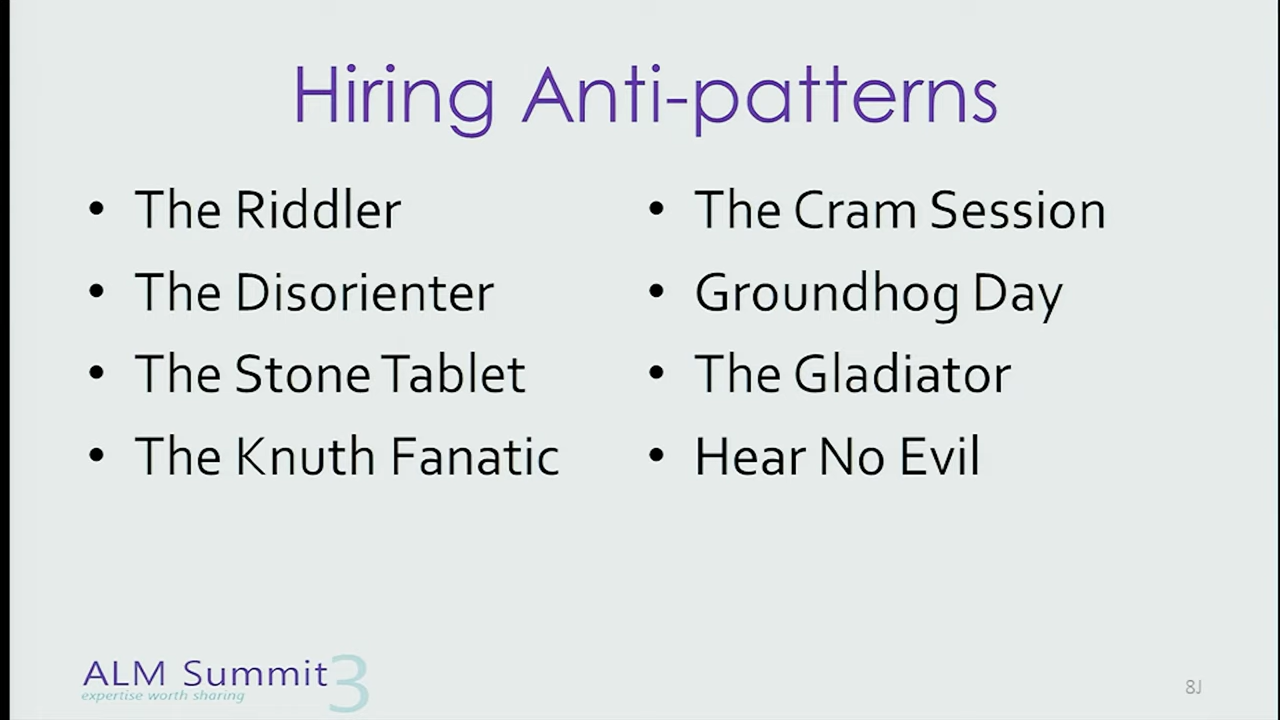 Hiring Anti-patterns
• The Riddler
• The Disorienter
• The Stone Tablet
• The Knuth Fanatic
• The Cram Session
• Groundhog Day
• The Gladiator
• Hear No Evil
ALM Summit 3
expertise worth sharing